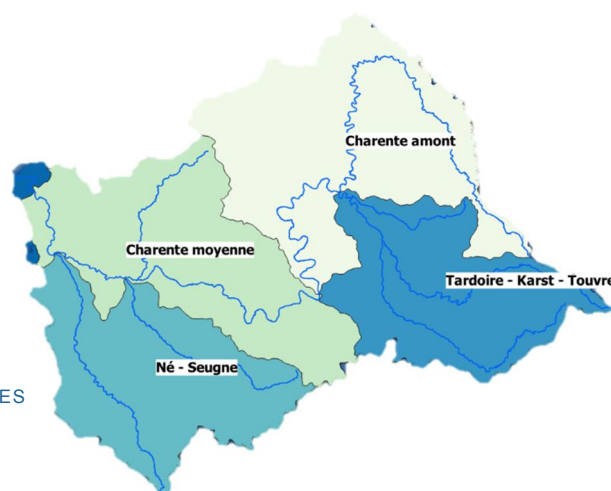 Charente amont
Charente moyenne
Tardoire - Karst - Touvre
Né - Seugne
ES